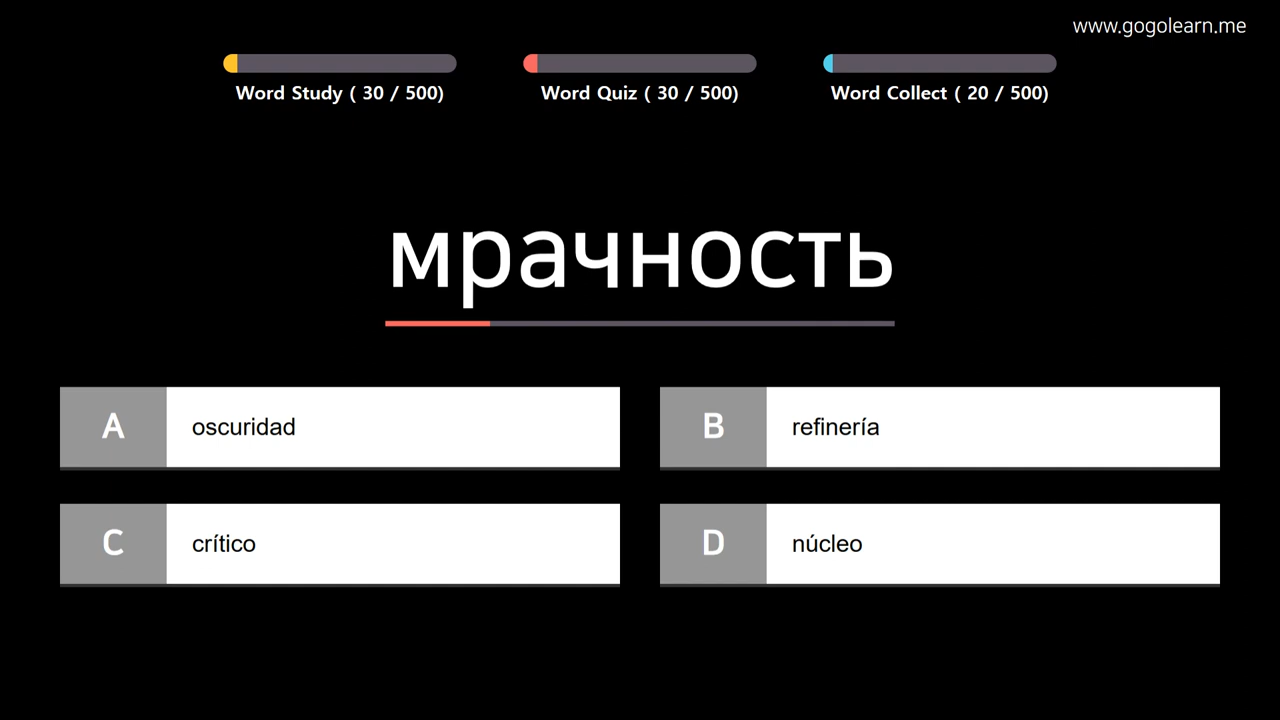 www.gogolearn.me
Word Study ( 30 / 500)
Word Quiz ( 30 / 500)
Word Collect ( 20 / 500)
мрачность
A oscuridad
B refinería
C crítico
D núcleo